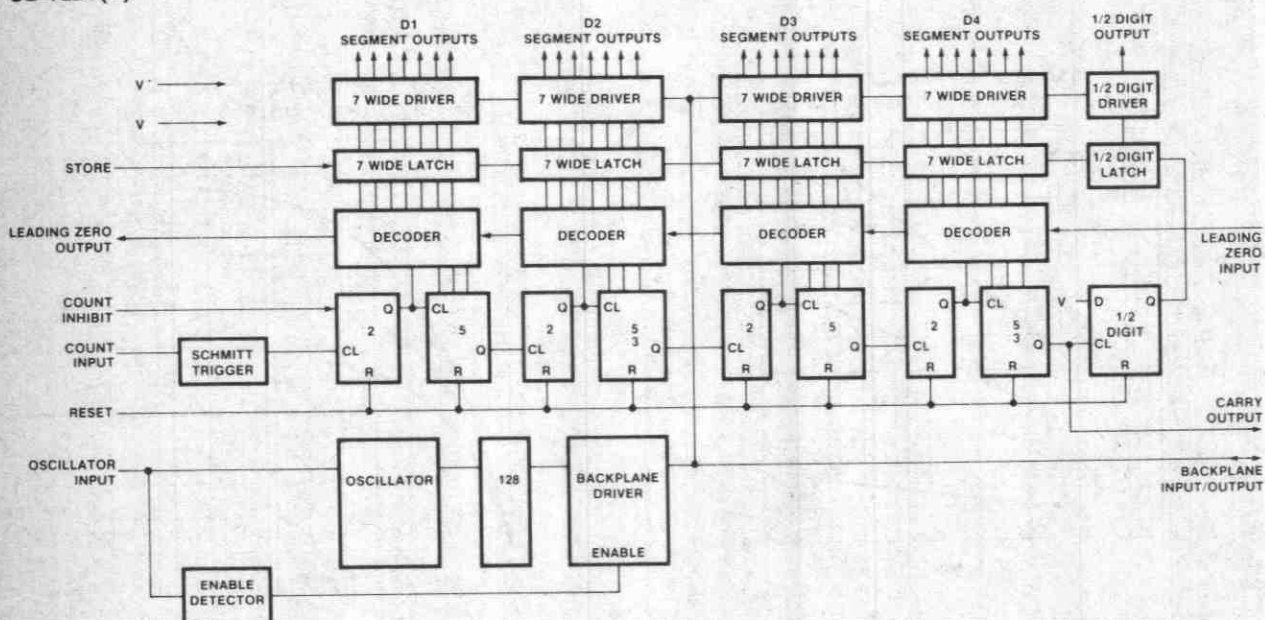 D1
SEGMENT OUTPUTS
D2
SEGMENT OUTPUTS
D3
SEGMENT OUTPUTS
D4
SEGMENT OUTPUTS
1/2 DIGIT
OUTPUT
V
V
7 WIDE DRIVER
7 WIDE DRIVER
7 WIDE DRIVER
7 WIDE DRIVER
1/2 DIGIT
DRIVER
STORE
7 WIDE LATCH
7 WIDE LATCH
7 WIDE LATCH
7 WIDE LATCH
1/2 DIGIT
LATCH
LEADING ZERO
OUTPUT
DECODER
DECODER
DECODER
DECODER
LEADING
ZERO
INPUT
COUNT
INHIBIT
Q CL
2 5
CL Q
R
Q CL
2 5
3
CL Q
R
Q CL
2 5
CL Q
R
Q CL
2 5
3
CL Q
R
V D Q
1/2
DIGIT
CL
R
COUNT
INPUT
SCHMITT
TRIGGER
RESET
CARRY
OUTPUT
OSCILLATOR
INPUT
OSCILLATOR
128
BACKPLANE
DRIVER
ENABLE
BACKPLANE
INPUT/OUTPUT
ENABLE
DETECTOR